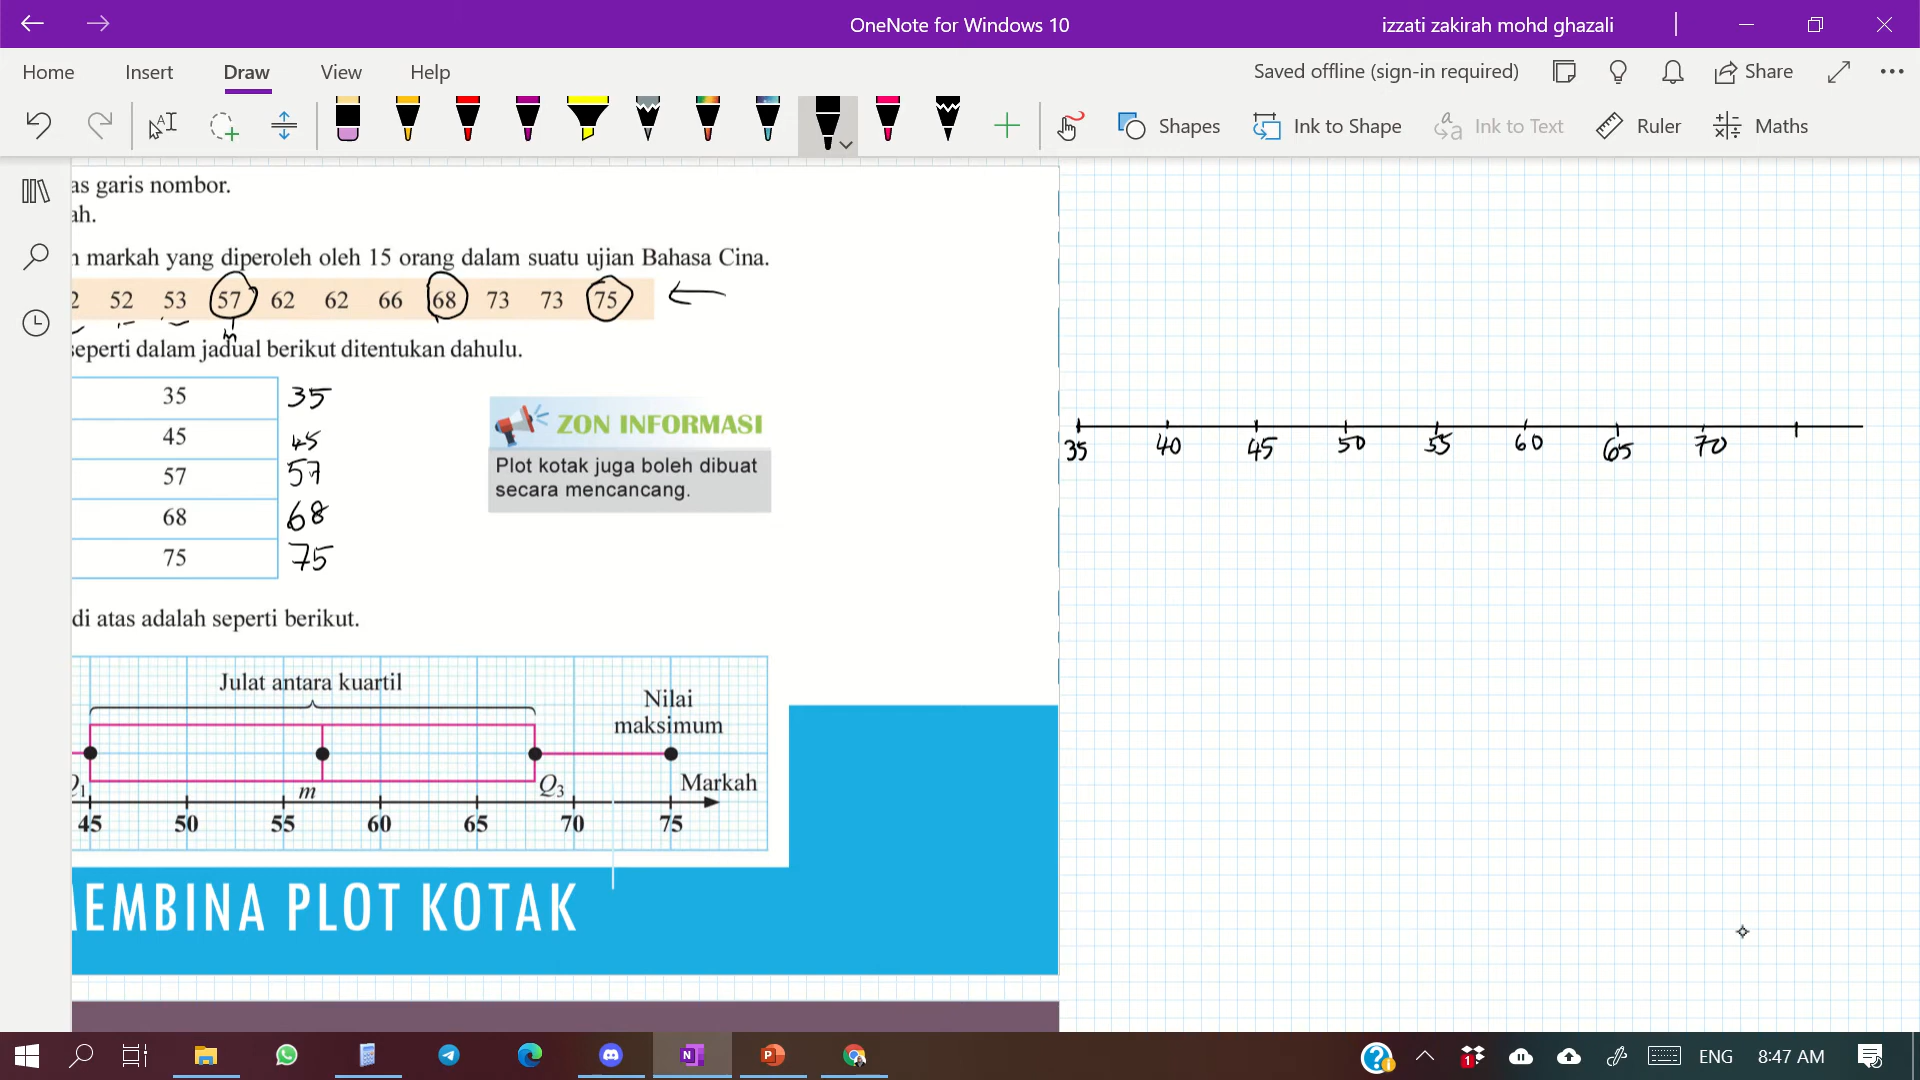 OneNote for Windows 10
izzati zakirah mohd ghazali
Home Insert Draw View Help
Saved offline (sign-in required)
Share
Shapes
Ink to Shape
Ink to Text
Ruler
Maths
as garis nombor.
ah.
markah yang diperoleh oleh 15 orang dalam suatu ujian Bahasa Cina.
2 52 53 57 62 62 66 68 73 73 75
m
seperti dalam jadual berikut ditentukan dahulu.
35 35
45 45
57 57
68 68
75 75
ZON INFORMASI
Plot kotak juga boleh dibuat
secara mencancang.
di atas adalah seperti berikut.
Julat antara kuartil
Nilai
maksimum
Q1 m Q3 Markah
45 50 55 60 65 70 75
MEMBINA PLOT KOTAK
35 40 45 50 55 60 65 70
ENG
8:47 AM